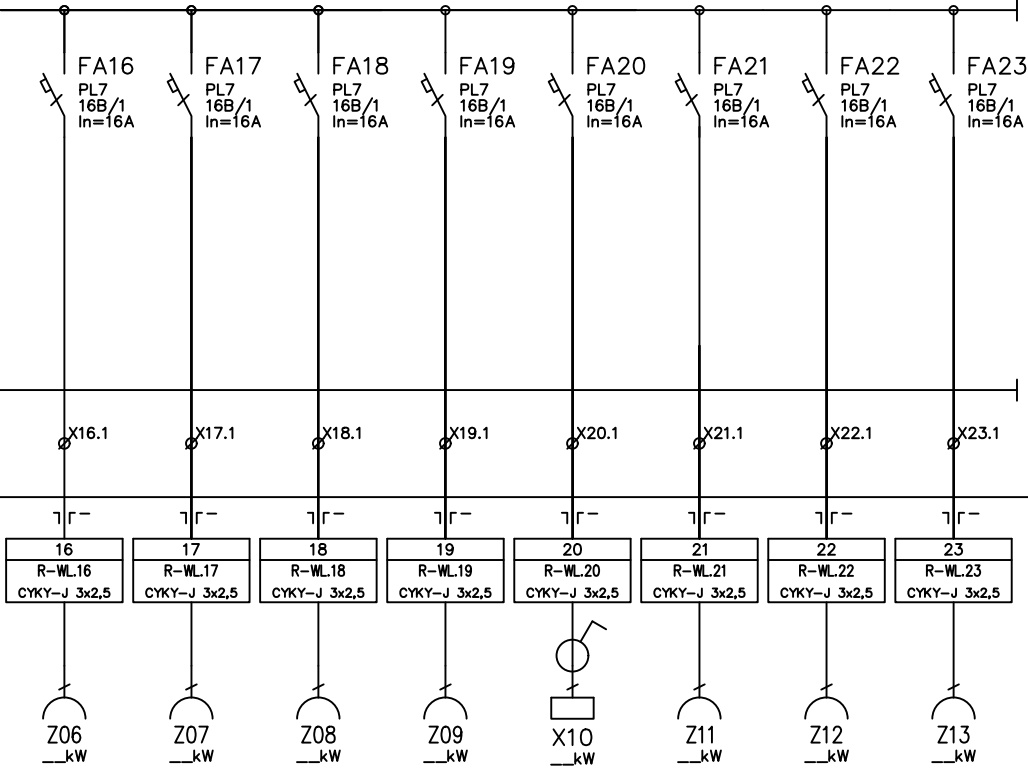 FA16 FA17 FA18 FA19 FA20 FA21 FA22 FA23
PL7 PL7 PL7 PL7 PL7 PL7 PL7 PL7
16B/1 16B/1 16B/1 16B/1 16B/1 16B/1 16B/1 16B/1
In=16A In=16A In=16A In=16A In=16A In=16A In=16A In=16A
X16.1 X17.1 X18.1 X19.1 X20.1 X21.1 X22.1 X23.1
16 17 18 19 20 21 22 23
R-WL.16 R-WL.17 R-WL.18 R-WL.19 R-WL.20 R-WL.21 R-WL.22 R-WL.23
CYKY-J 3x2,5 CYKY-J 3x2,5 CYKY-J 3x2,5 CYKY-J 3x2,5 CYKY-J 3x2,5 CYKY-J 3x2,5 CYKY-J 3x2,5 CYKY-J 3x2,5
Z06 Z07 Z08 Z09 X10 Z11 Z12 Z13
__kW __kW __kW __kW __kW __kW __kW __kW